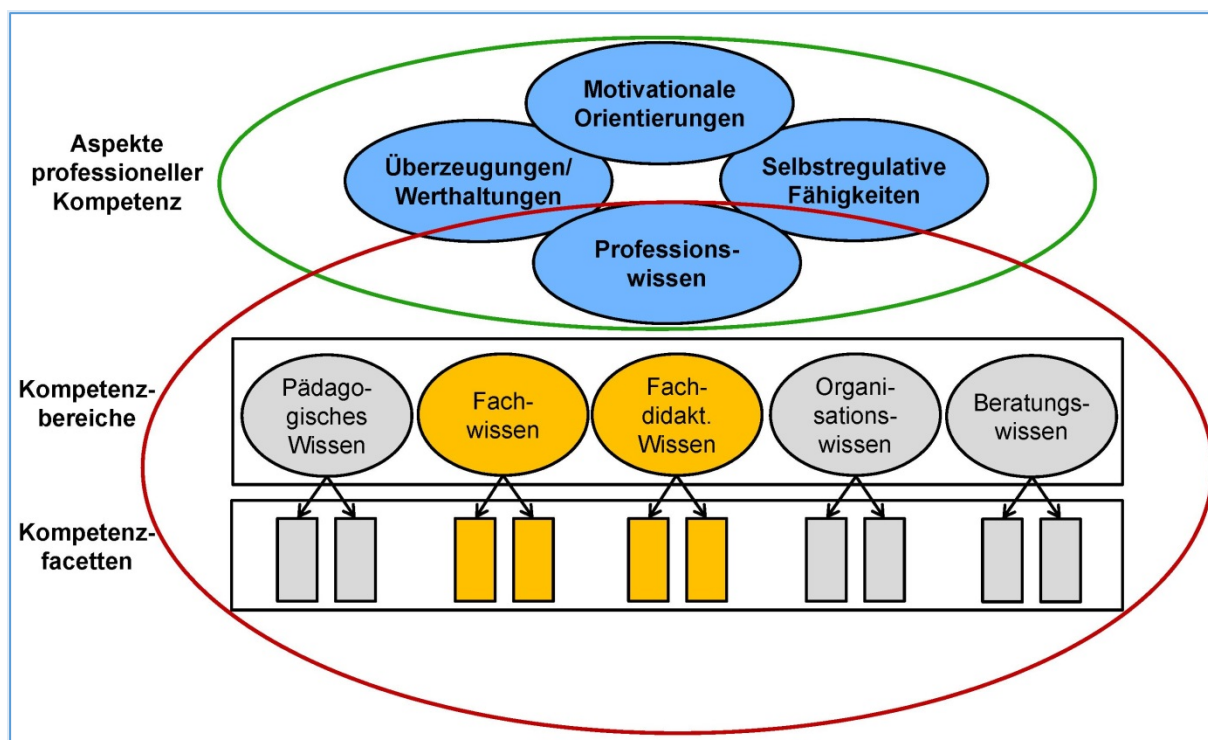 Motivationale
Orientierungen
Aspekte
professioneller
Kompetenz
Überzeugungen/
Werthaltungen
Selbstregulative
Fähigkeiten
Professions-
wissen
Kompetenz-
bereiche
Pädago-
gisches
Wissen
Fach-
wissen
Fach-
didakt.
Wissen
Organi-
sations-
wissen
Beratungs-
wissen
Kompetenz-
facetten